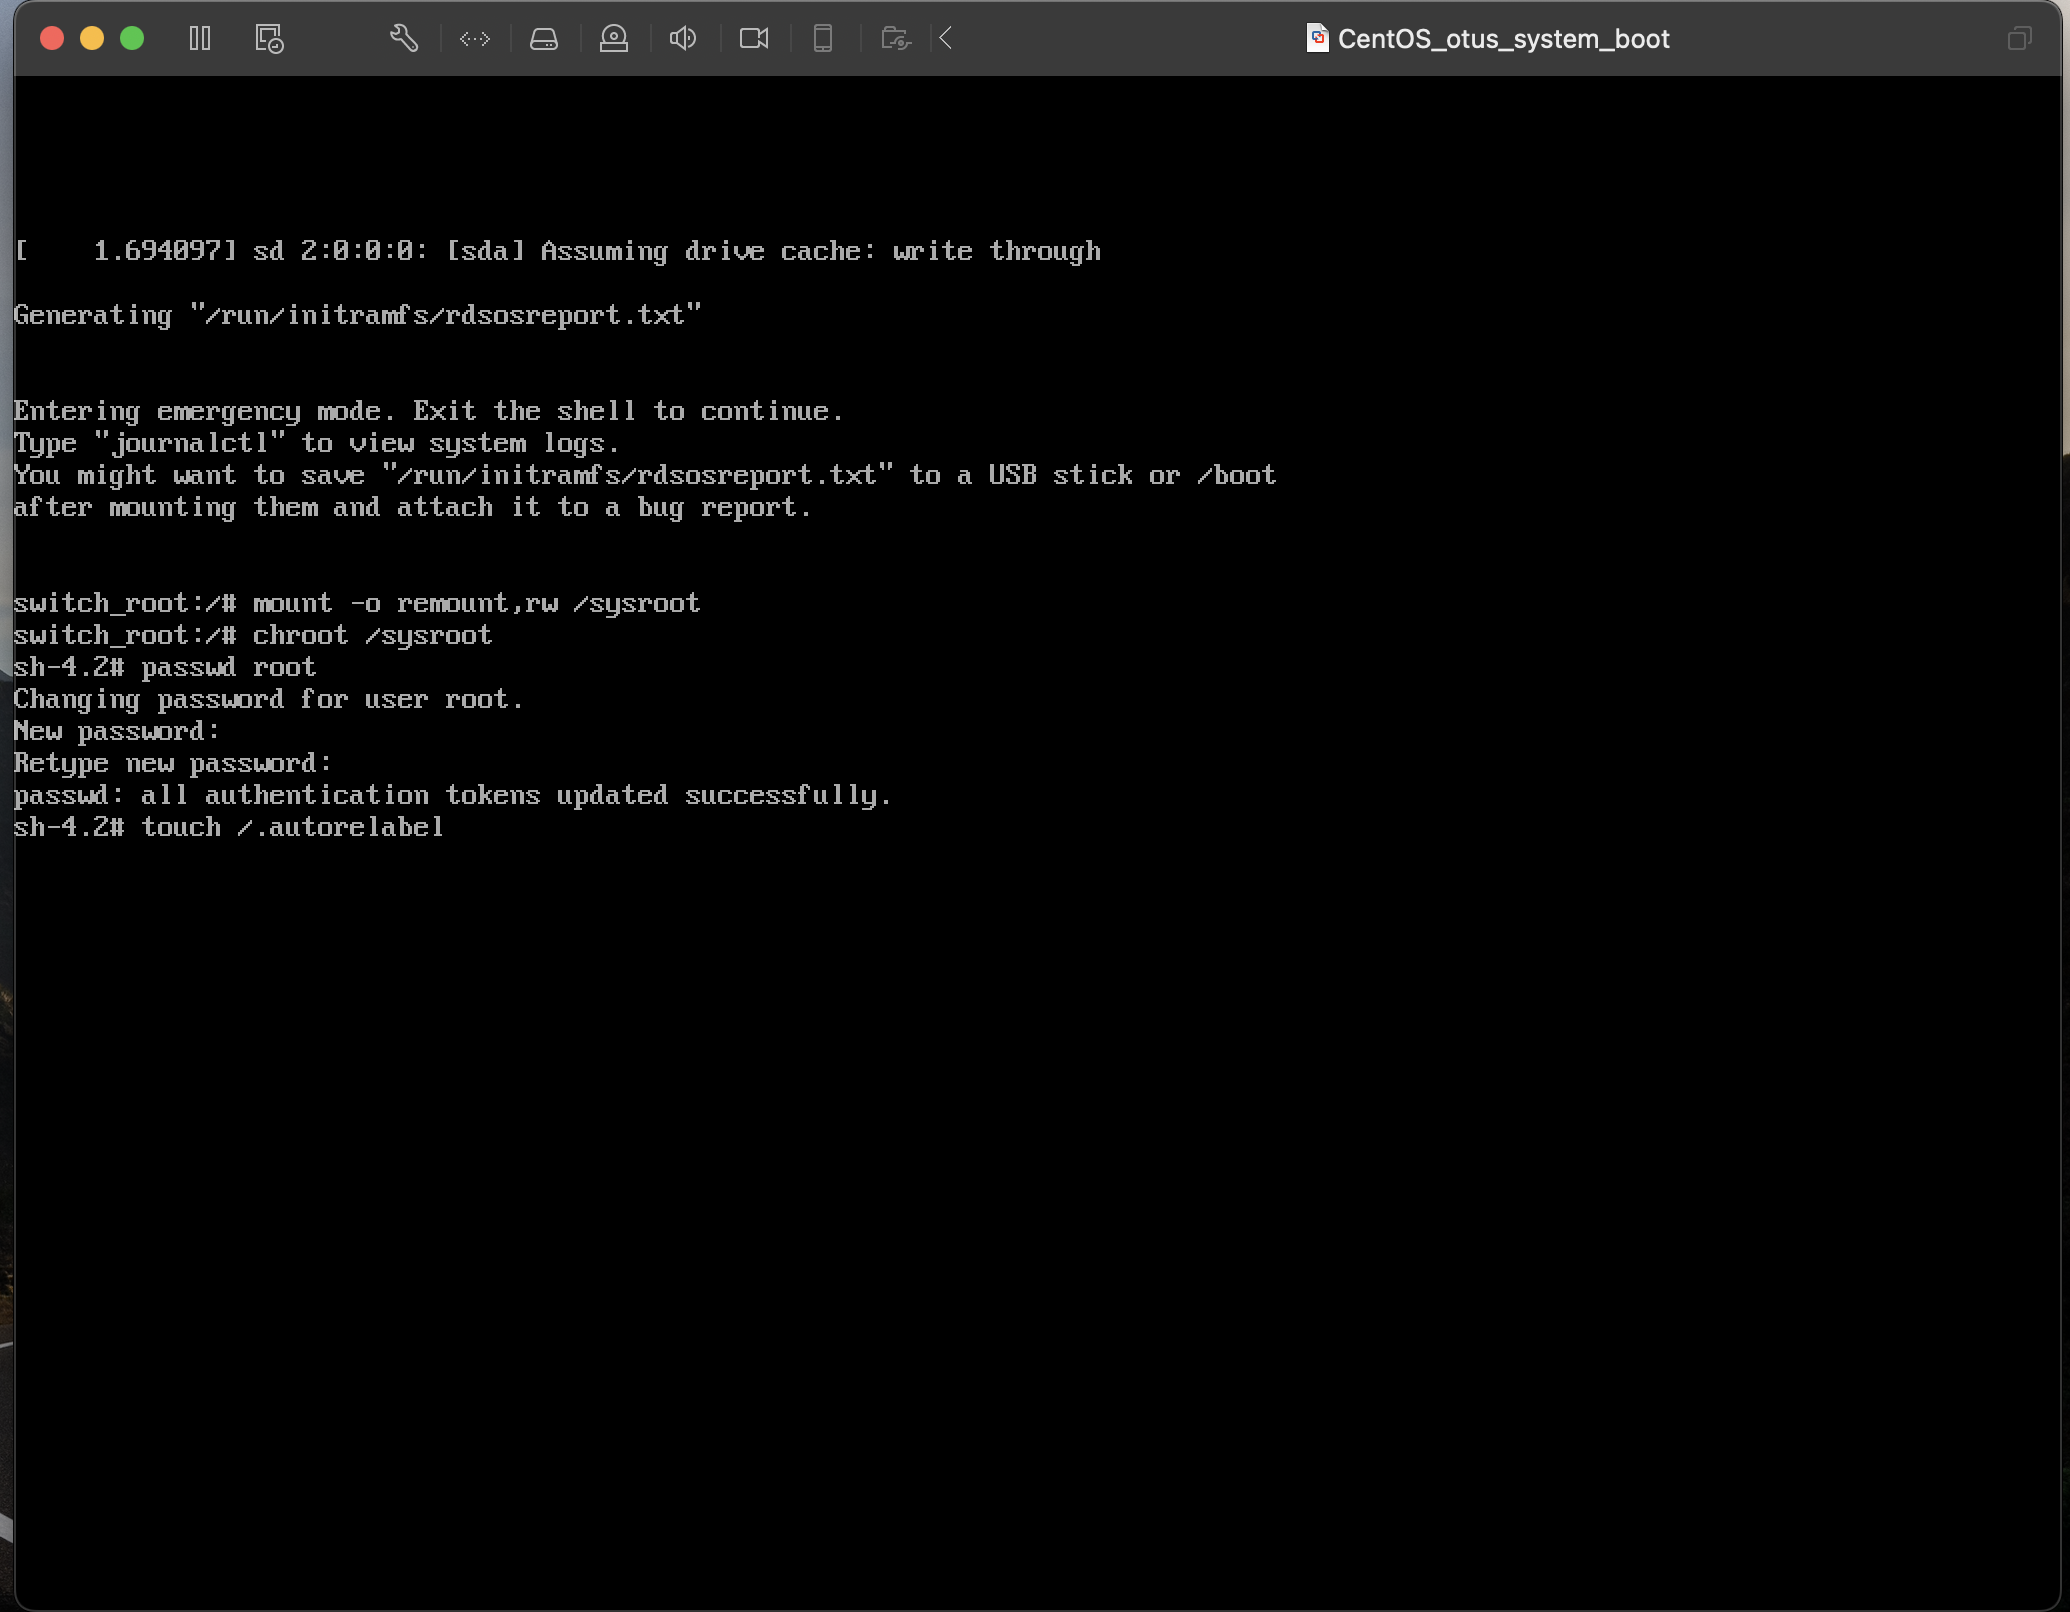 CentOS_otus_system_boot
[    1.694097] sd 2:0:0:0: [sda] Assuming drive cache: write through
Generating "/run/initramfs/rdsosreport.txt"
Entering emergency mode. Exit the shell to continue.
Type "journalctl" to view system logs.
You might want to save "/run/initramfs/rdsosreport.txt" to a USB stick or /boot
after mounting them and attach it to a bug report.
switch_root:/# mount -o remount,rw /sysroot
switch_root:/# chroot /sysroot
sh-4.2# passwd root
Changing password for user root.
New password:
Retype new password:
passwd: all authentication tokens updated successfully.
sh-4.2# touch /.autorelabel